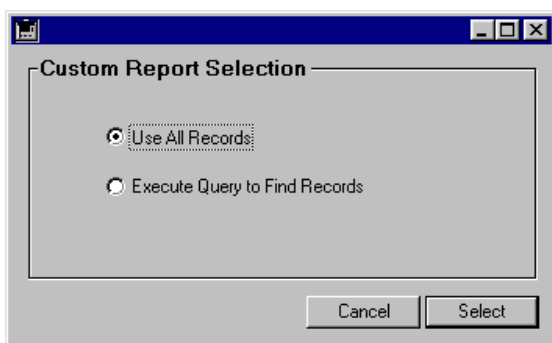 Custom Report Selection
Use All Records
Execute Query to Find Records
Cancel Select